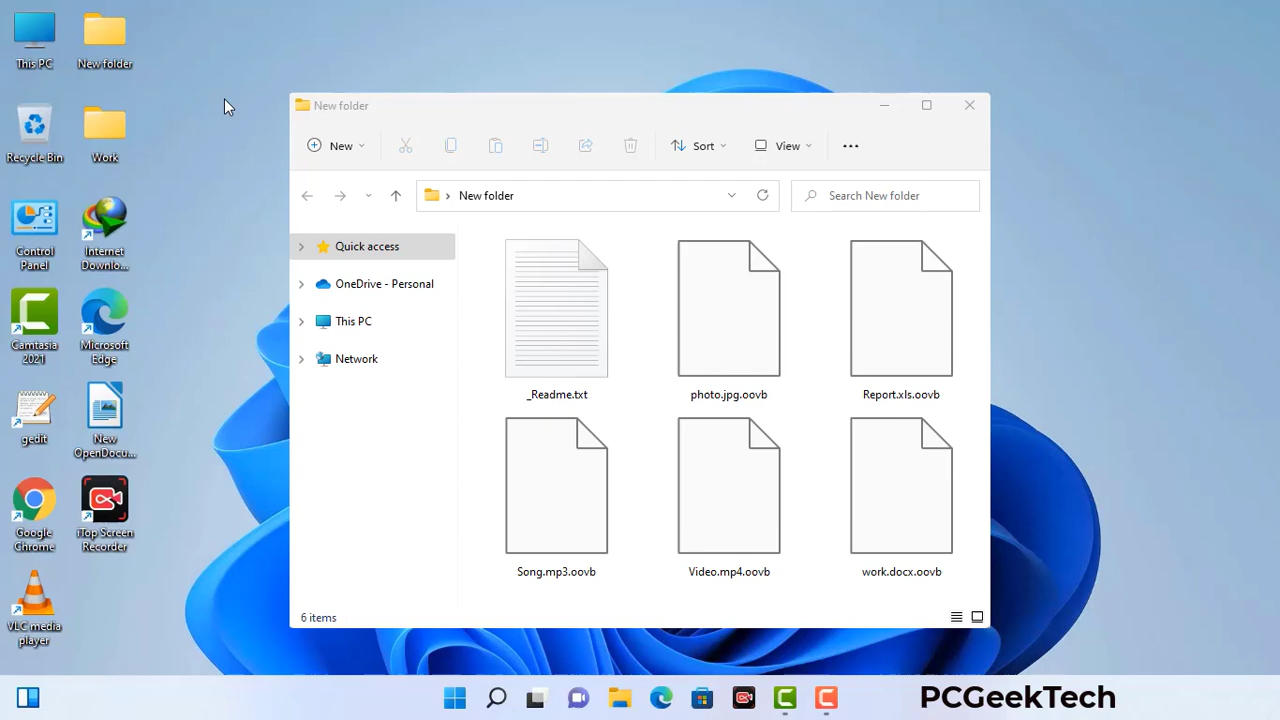 This PC
New folder
Recycle Bin
Work
Control
Panel
Internet
Downlo...
Camtasia
2021
Microsoft
Edge
gedit
New
OpenDocu...
Google
Chrome
iTop Screen
Recorder
VLC media
player
New folder
New
Sort
View
New folder
Search New folder
Quick access
OneDrive - Personal
This PC
Network
_Readme.txt
photo.jpg.oovb
Report.xls.oovb
Song.mp3.oovb
Video.mp4.oovb
work.docx.oovb
6 items
PCGeekTech